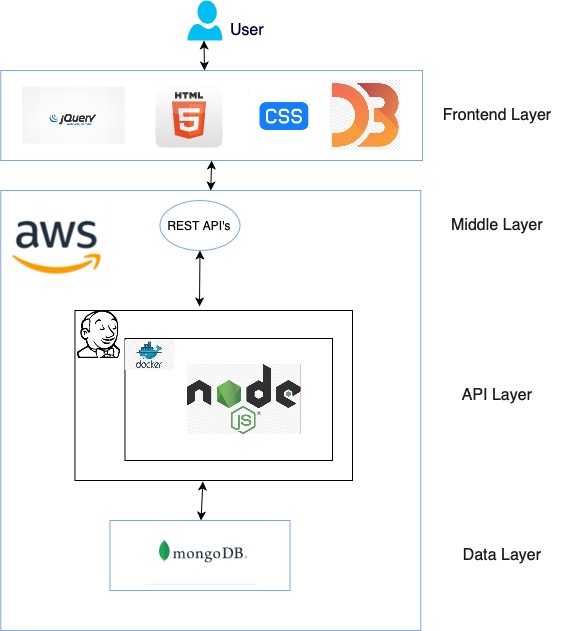 User
jQuery
HTML
5
CSS
Frontend Layer
REST API's
Middle Layer
aws
docker
node
JS
API Layer
mongoDB.
Data Layer